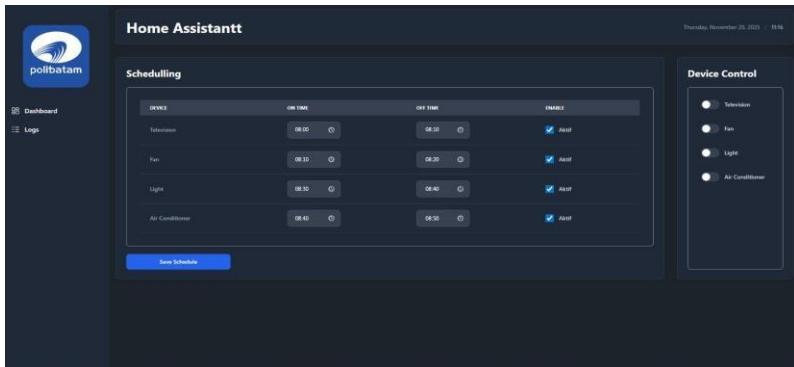 polibatam
Dashboard
Logs
Home Assistantt
Thursday, November 20, 2025 11:16
Schedulling
DEVICE ON TIME OFF TIME ENABLE
Television 08:00 08:10 Aktif
Fan 08:10 08:20 Aktif
Light 08:30 08:40 Aktif
Air Conditioner 08:40 08:50 Aktif
Save Schedule
Device Control
Television
Fan
Light
Air Conditioner